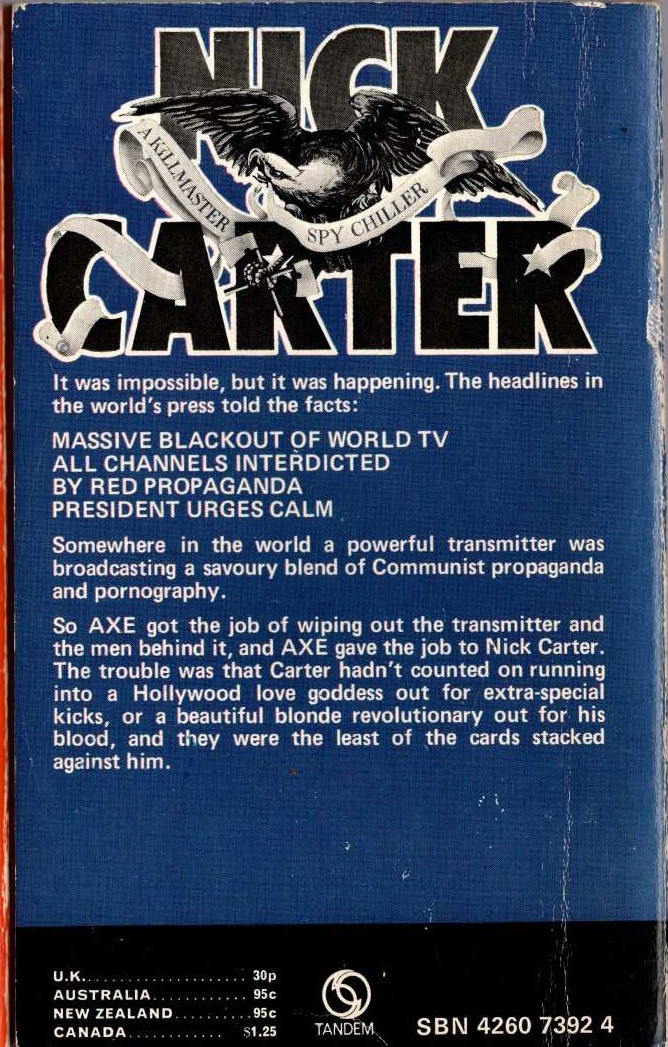 NICK
A KILLMASTER
SPY CHILLER
CARTER
It was impossible, but it was happening. The headlines in
the world's press told the facts:
MASSIVE BLACKOUT OF WORLD TV
ALL CHANNELS INTERDICTED
BY RED PROPAGANDA
PRESIDENT URGES CALM
Somewhere in the world a powerful transmitter was
broadcasting a savoury blend of Communist propaganda
and pornography.
So AXE got the job of wiping out the transmitter and
the men behind it, and AXE gave the job to Nick Carter.
The trouble was that Carter hadn't counted on running
into a Hollywood love goddess out for extra-special
kicks, or a beautiful blonde revolutionary out for his
blood, and they were the least of the cards stacked
against him.
U.K. .................... 30p
AUSTRALIA ........... 95c
NEW ZEALAND ........ 95c
CANADA ............ $1.25
TANDEM
SBN 4260 7392 4